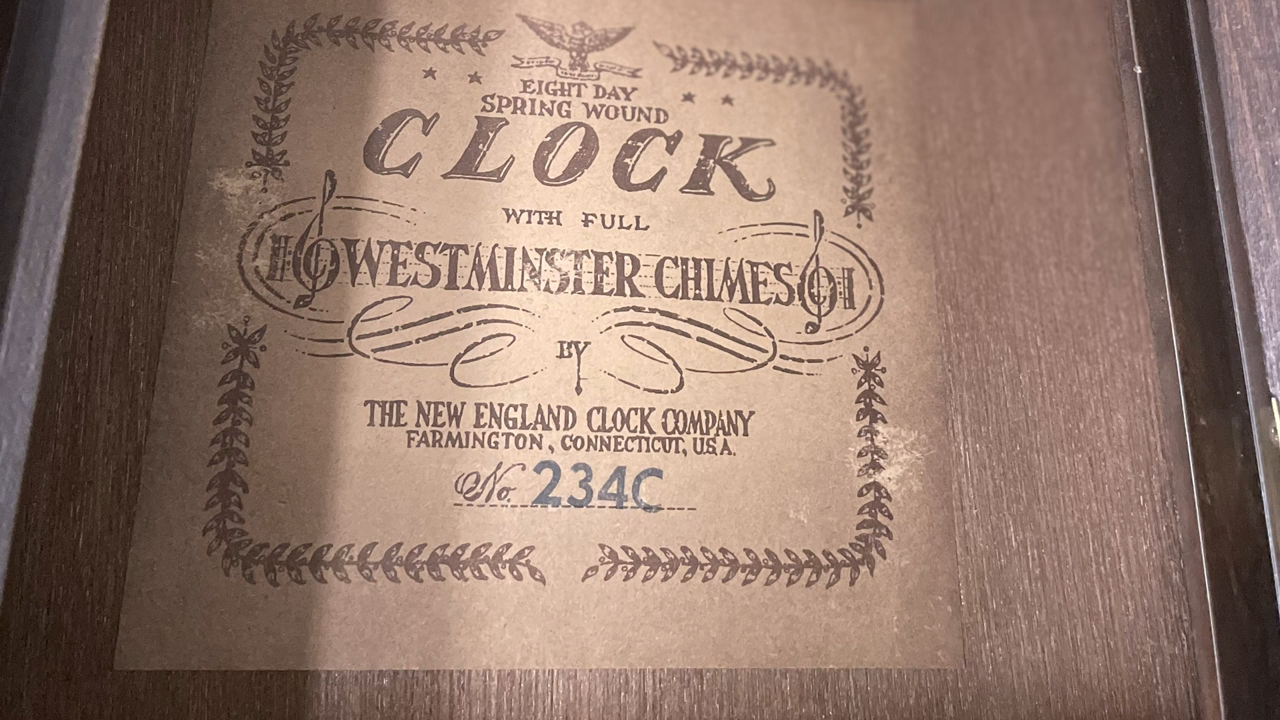 EIGHT DAY
SPRING WOUND
CLOCK
WITH FULL
WESTMINSTER CHIMES
BY
THE NEW ENGLAND CLOCK COMPANY
FARMINGTON, CONNECTICUT, U.S.A.
No. 234C